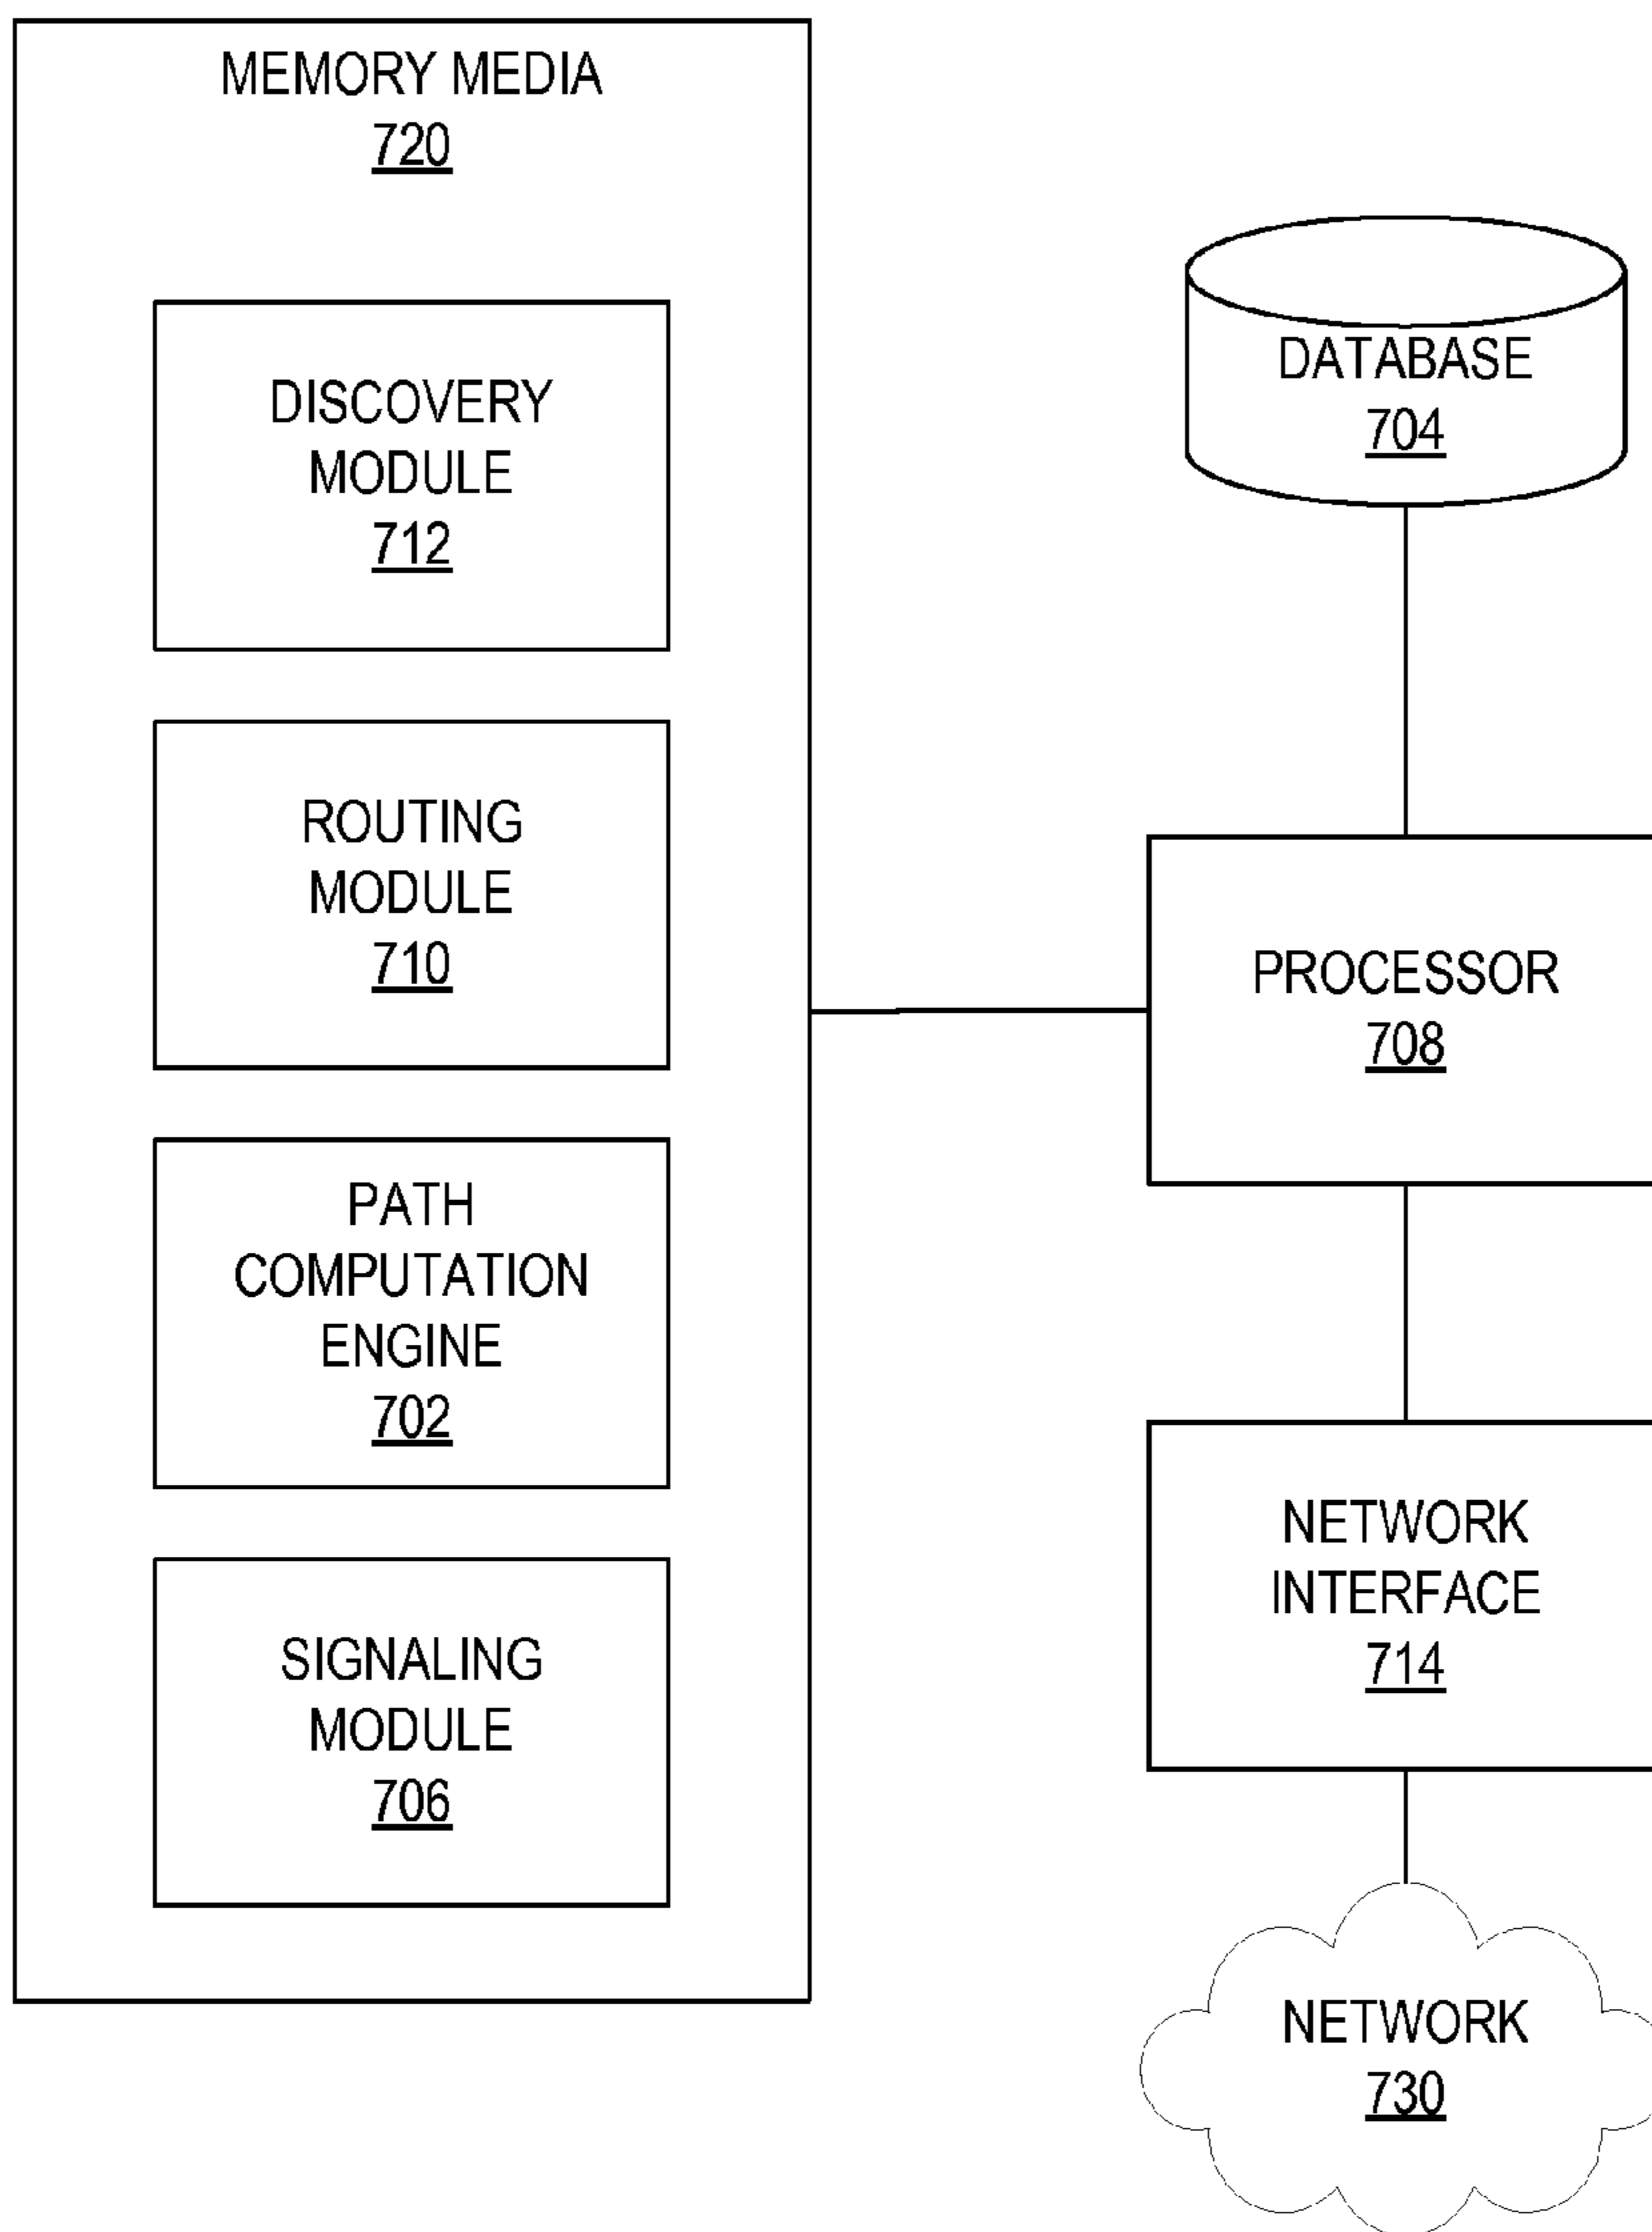 MEMORY MEDIA
720
DISCOVERY
MODULE
712
ROUTING
MODULE
710
PATH
COMPUTATION
ENGINE
702
SIGNALING
MODULE
706
DATABASE
704
PROCESSOR
708
NETWORK
INTERFACE
714
NETWORK
730